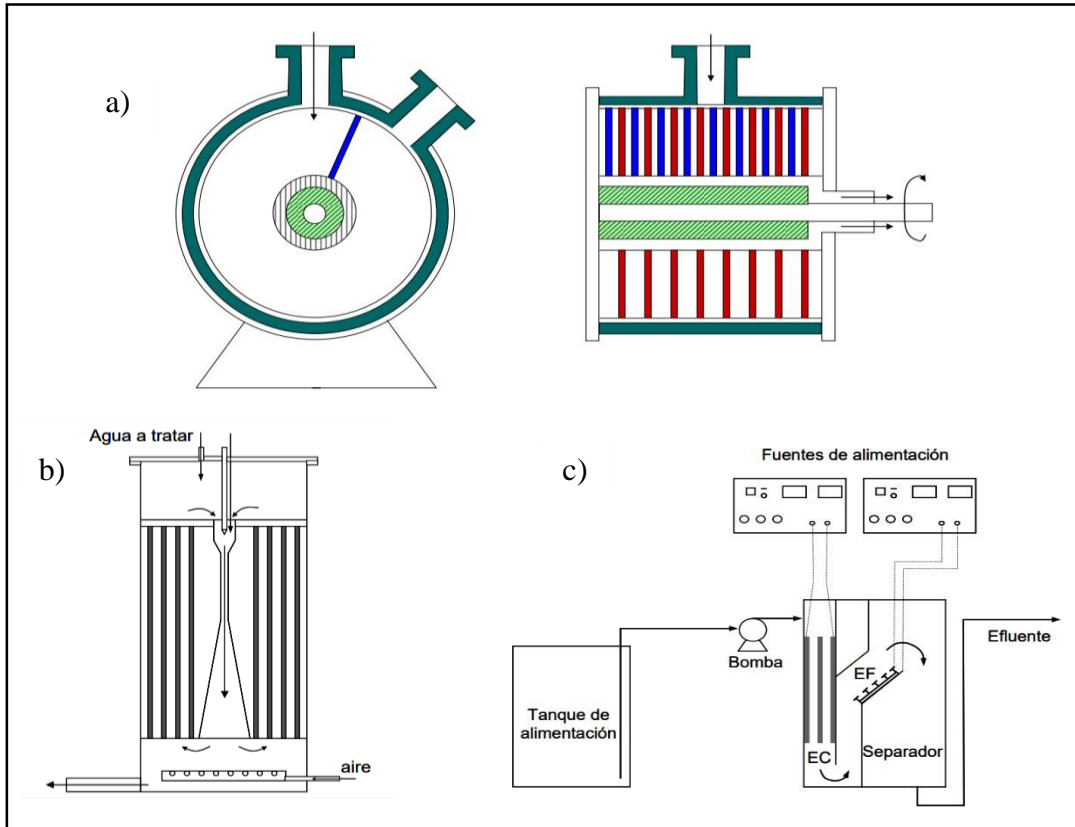 a)
Agua a tratar
b)
aire
c)
Fuentes de alimentación
Bomba
Tanque de
alimentación
EC
EF
Separador
Efluente